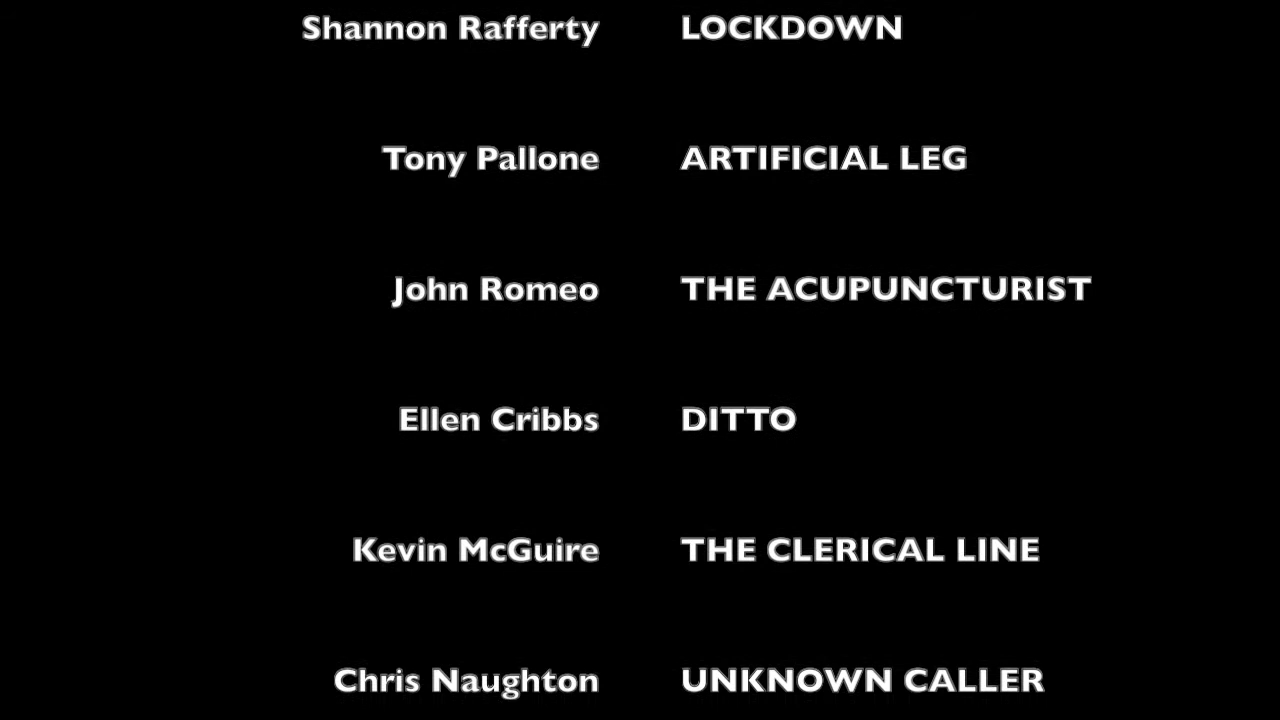 Shannon Rafferty LOCKDOWN
Tony Pallone ARTIFICIAL LEG
John Romeo THE ACUPUNCTURIST
Ellen Cribbs DITTO
Kevin McGuire THE CLERICAL LINE
Chris Naughton UNKNOWN CALLER